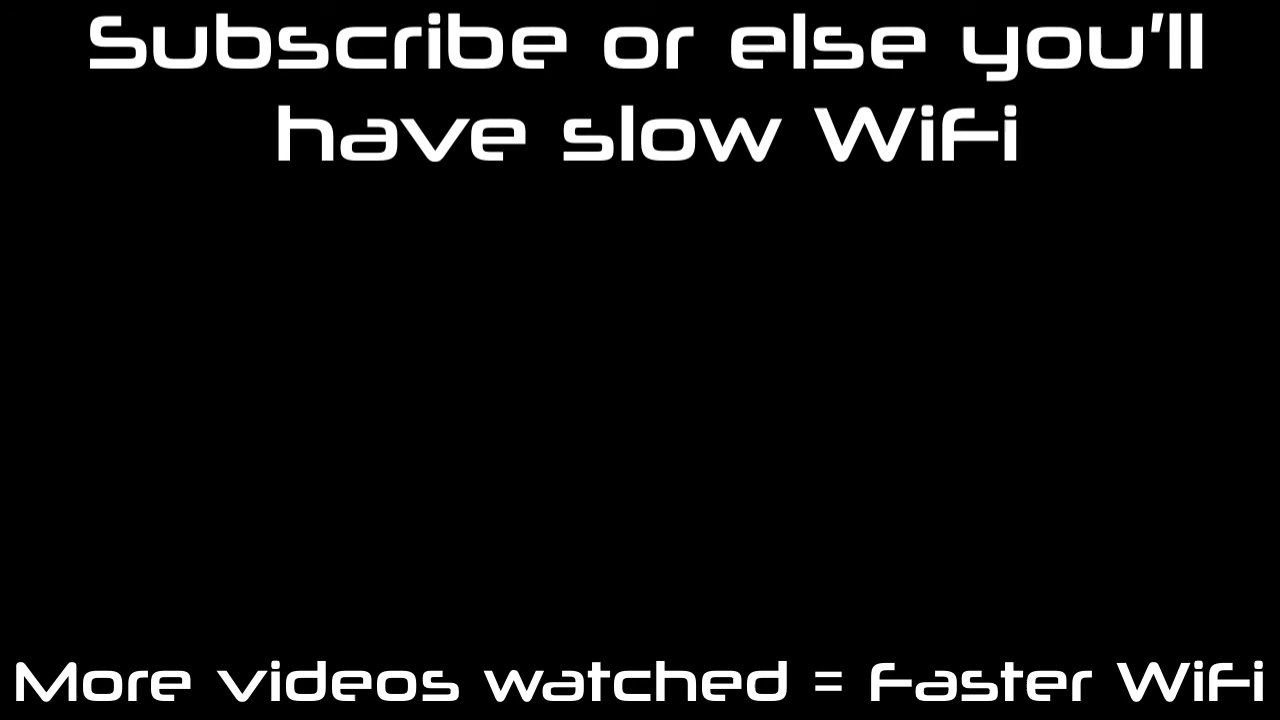 Subscribe or else you'll
have slow WiFi
More videos watched = Faster WiFi